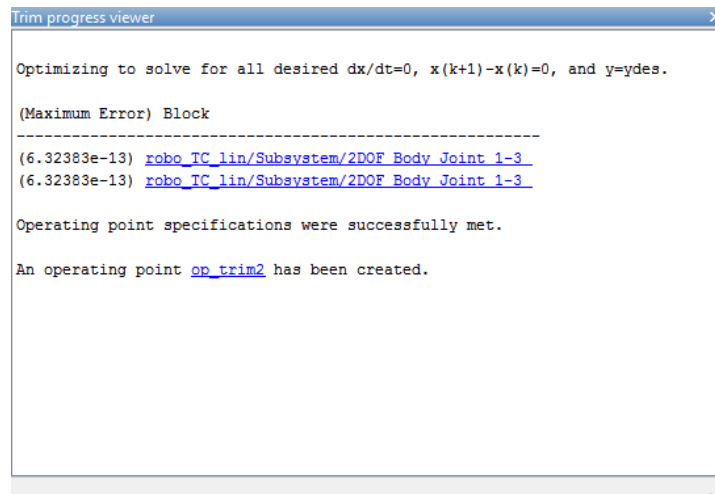 Trim progress viewer
Optimizing to solve for all desired dx/dt=0, x(k+1)-x(k)=0, and y=ydes.
(Maximum Error) Block
---------------------------------------------------------
(6.32383e-13) robo_TC_lin/Subsystem/2DOF Body Joint 1-3
(6.32383e-13) robo_TC_lin/Subsystem/2DOF Body Joint 1-3
Operating point specifications were successfully met.
An operating point op_trim2 has been created.